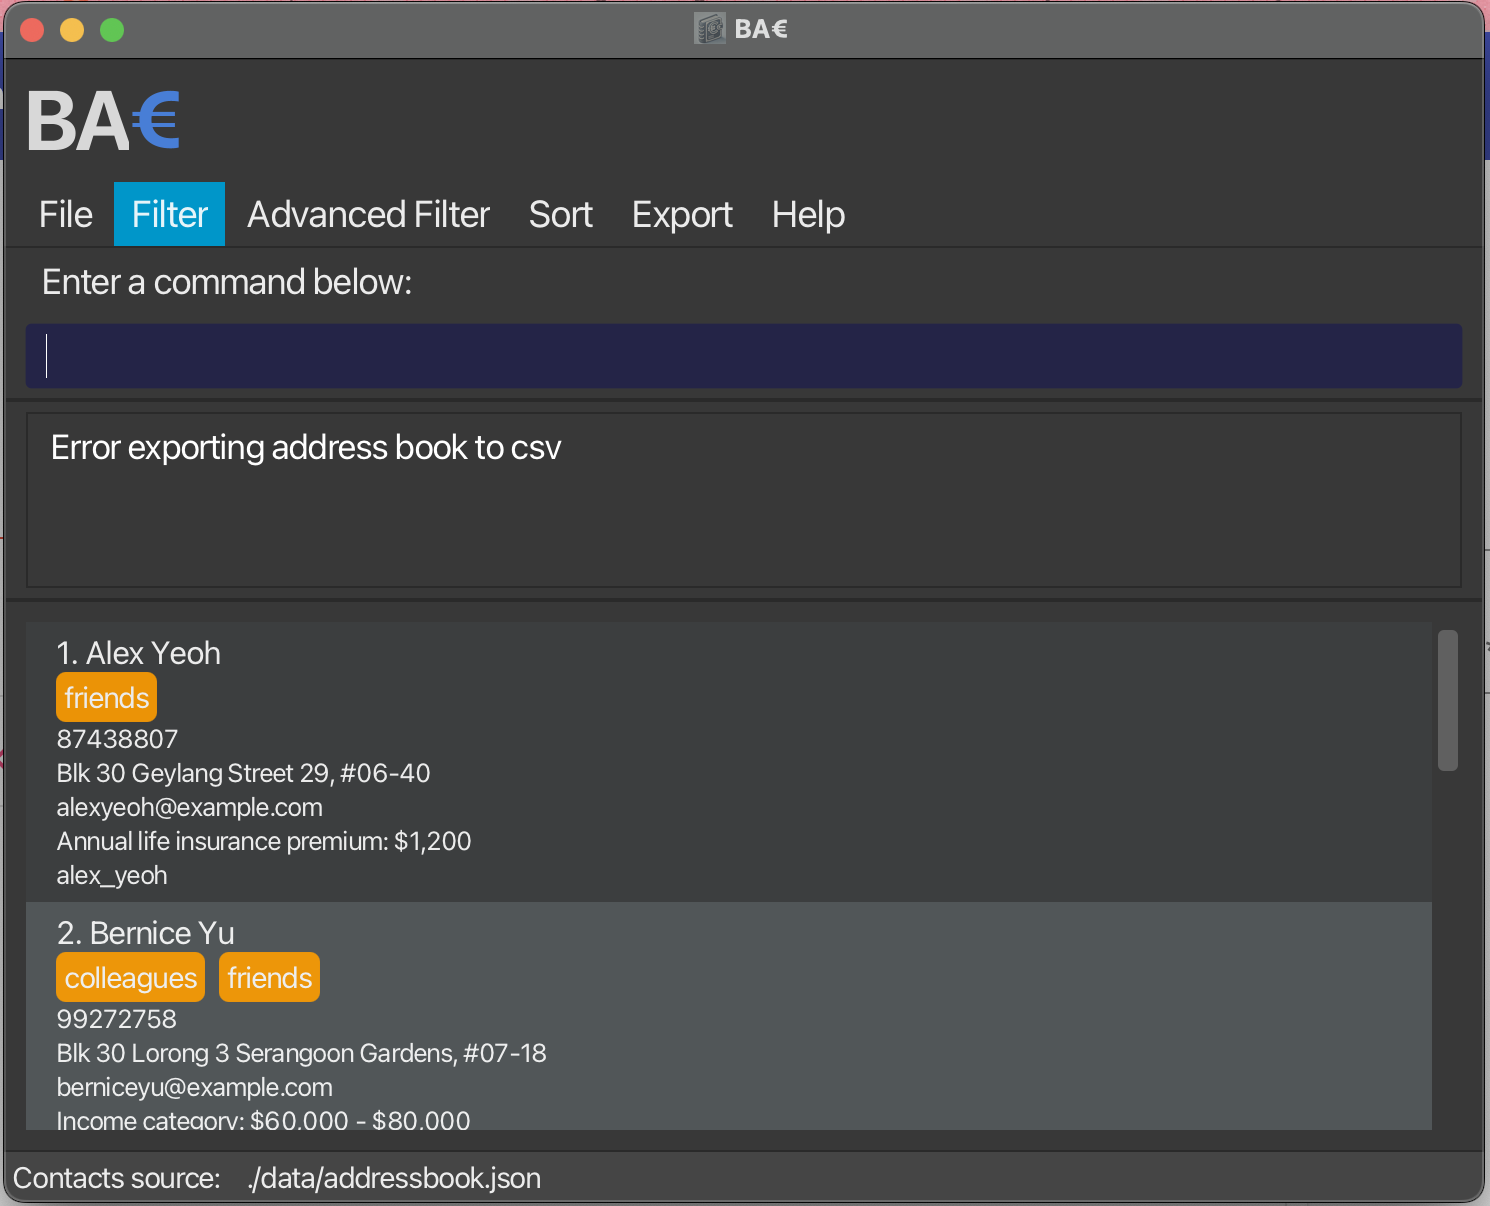 BA€
BA€
File Filter Advanced Filter Sort Export Help
Enter a command below:
Error exporting address book to csv
1. Alex Yeoh
friends
87438807
Blk 30 Geylang Street 29, #06-40
alexyeoh@example.com
Annual life insurance premium: $1,200
alex_yeoh
2. Bernice Yu
colleagues friends
99272758
Blk 30 Lorong 3 Serangoon Gardens, #07-18
berniceyu@example.com
Income category: $60,000 - $80,000
Contacts source: ./data/addressbook.json